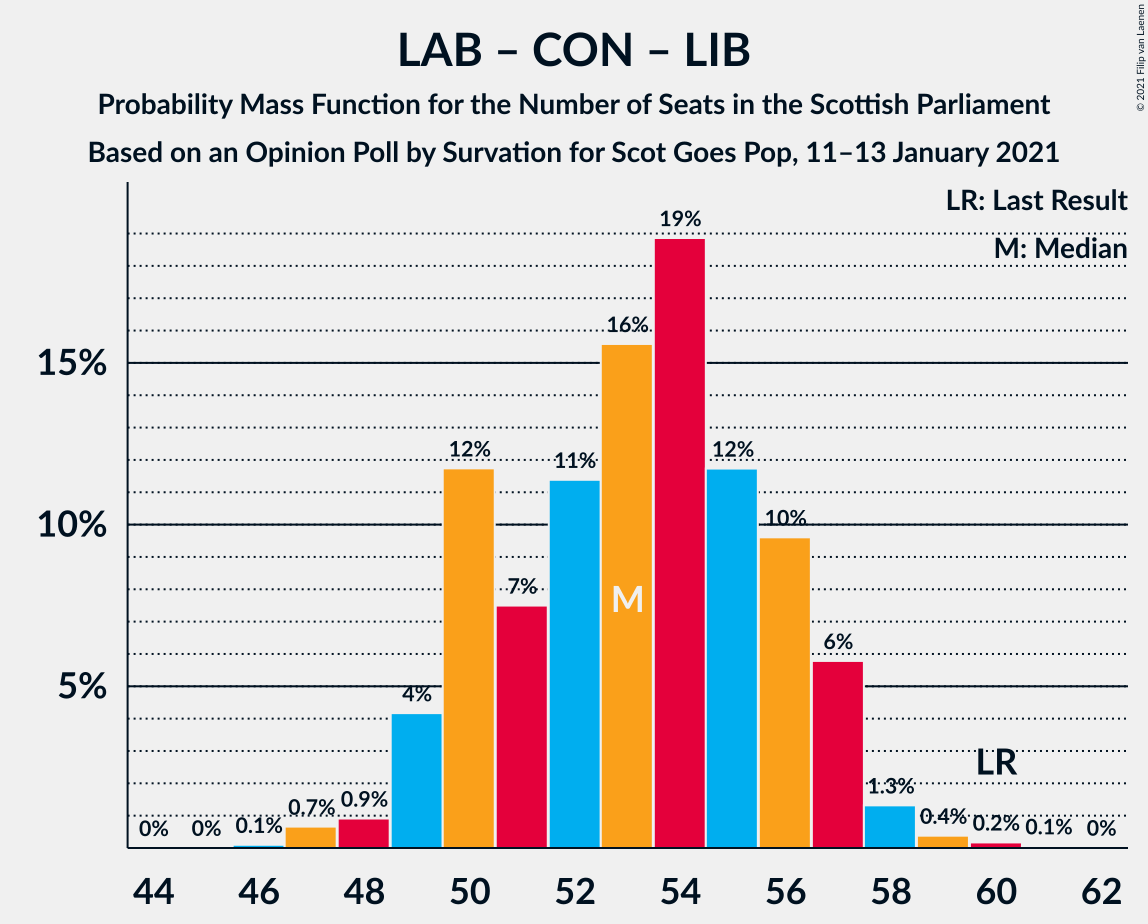 LAB – CON – LIB
Probability Mass Function for the Number of Seats in the Scottish Parliament
Based on an Opinion Poll by Survation for Scot Goes Pop, 11–13 January 2021
© 2021 Filip van Laenen
LR: Last Result
M: Median
15%
10%
5%
0%
0%
0.1%
0.7%
0.9%
4%
12%
7%
11%
16%
19%
12%
10%
6%
1.3%
0.4%
0.2%
0.1%
0%
M
LR
44 46 48 50 52 54 56 58 60 62